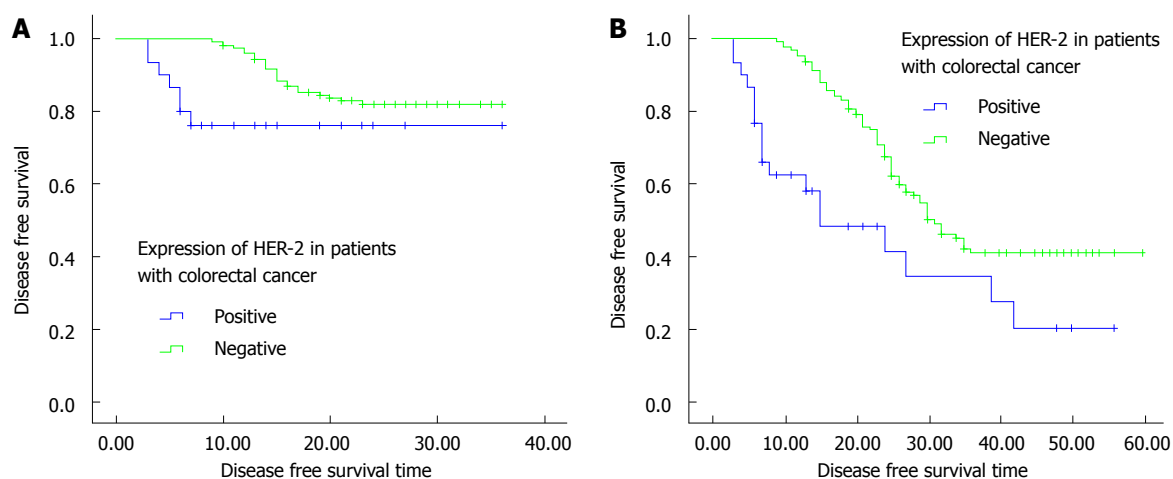 A
1.0
0.8
0.6
0.4
0.2
0.0
Disease free survival
Expression of HER-2 in patients
with colorectal cancer
Positive
Negative
0.00 10.00 20.00 30.00 40.00
Disease free survival time
B
1.0
0.8
0.6
0.4
0.2
0.0
Disease free survival
Expression of HER-2 in patients
with colorectal cancer
Positive
Negative
0.00 10.00 20.00 30.00 40.00 50.00 60.00
Disease free survival time